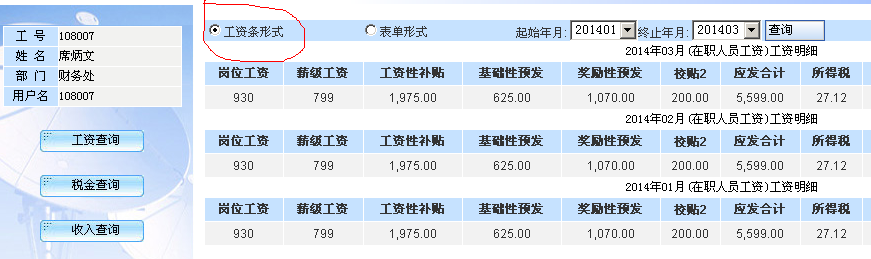 工资条形式 表单形式 起始年月: 201401 终止年月: 201403 查询
工 号 108007
姓 名 席炳文
部 门 财务处
用户名 108007
工资查询
税金查询
收入查询
2014年03月(在职人员工资)工资明细
岗位工资 薪级工资 工资性补贴 基础性预发 奖励性预发 校贴2 应发合计 所得税
930 799 1,975.00 625.00 1,070.00 200.00 5,599.00 27.12
2014年02月(在职人员工资)工资明细
岗位工资 薪级工资 工资性补贴 基础性预发 奖励性预发 校贴2 应发合计 所得税
930 799 1,975.00 625.00 1,070.00 200.00 5,599.00 27.12
2014年01月(在职人员工资)工资明细
岗位工资 薪级工资 工资性补贴 基础性预发 奖励性预发 校贴2 应发合计 所得税
930 799 1,975.00 625.00 1,070.00 200.00 5,599.00 27.12